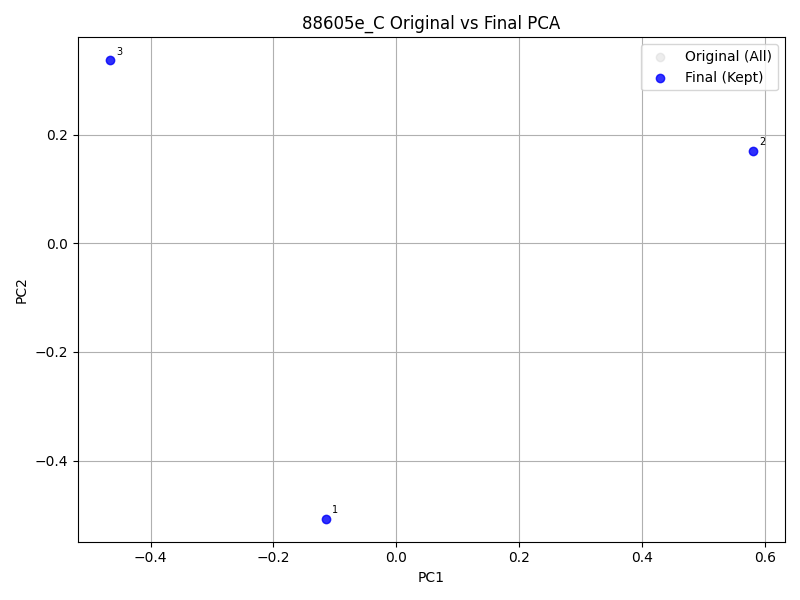 88605e_C Original vs Final PCA
Original (All)
Final (Kept)
3
2
1
0.2
0.0
−0.2
−0.4
−0.4
−0.2
0.0
0.2
0.4
0.6
PC2
PC1